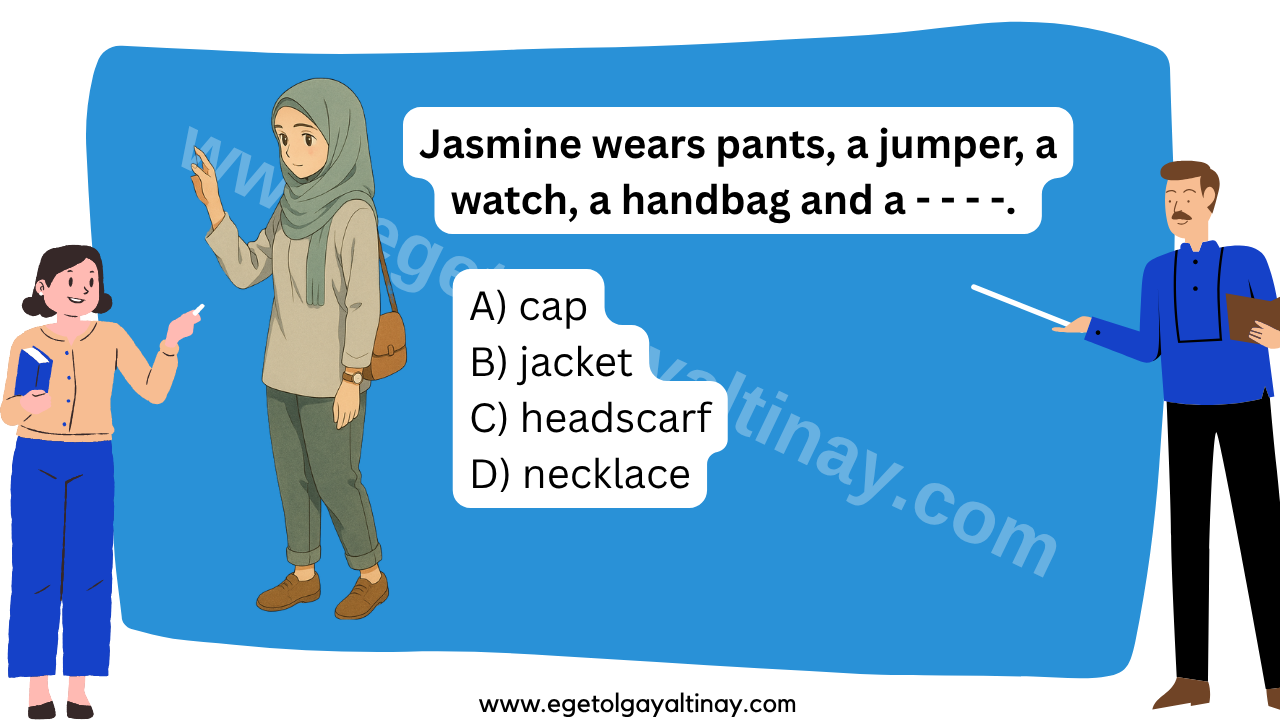 Jasmine wears pants, a jumper, a
watch, a handbag and a - - - -.
A) cap
B) jacket
C) headscarf
D) necklace
www.egetolgayaltinay.com
www.egetolgayaltinay.com